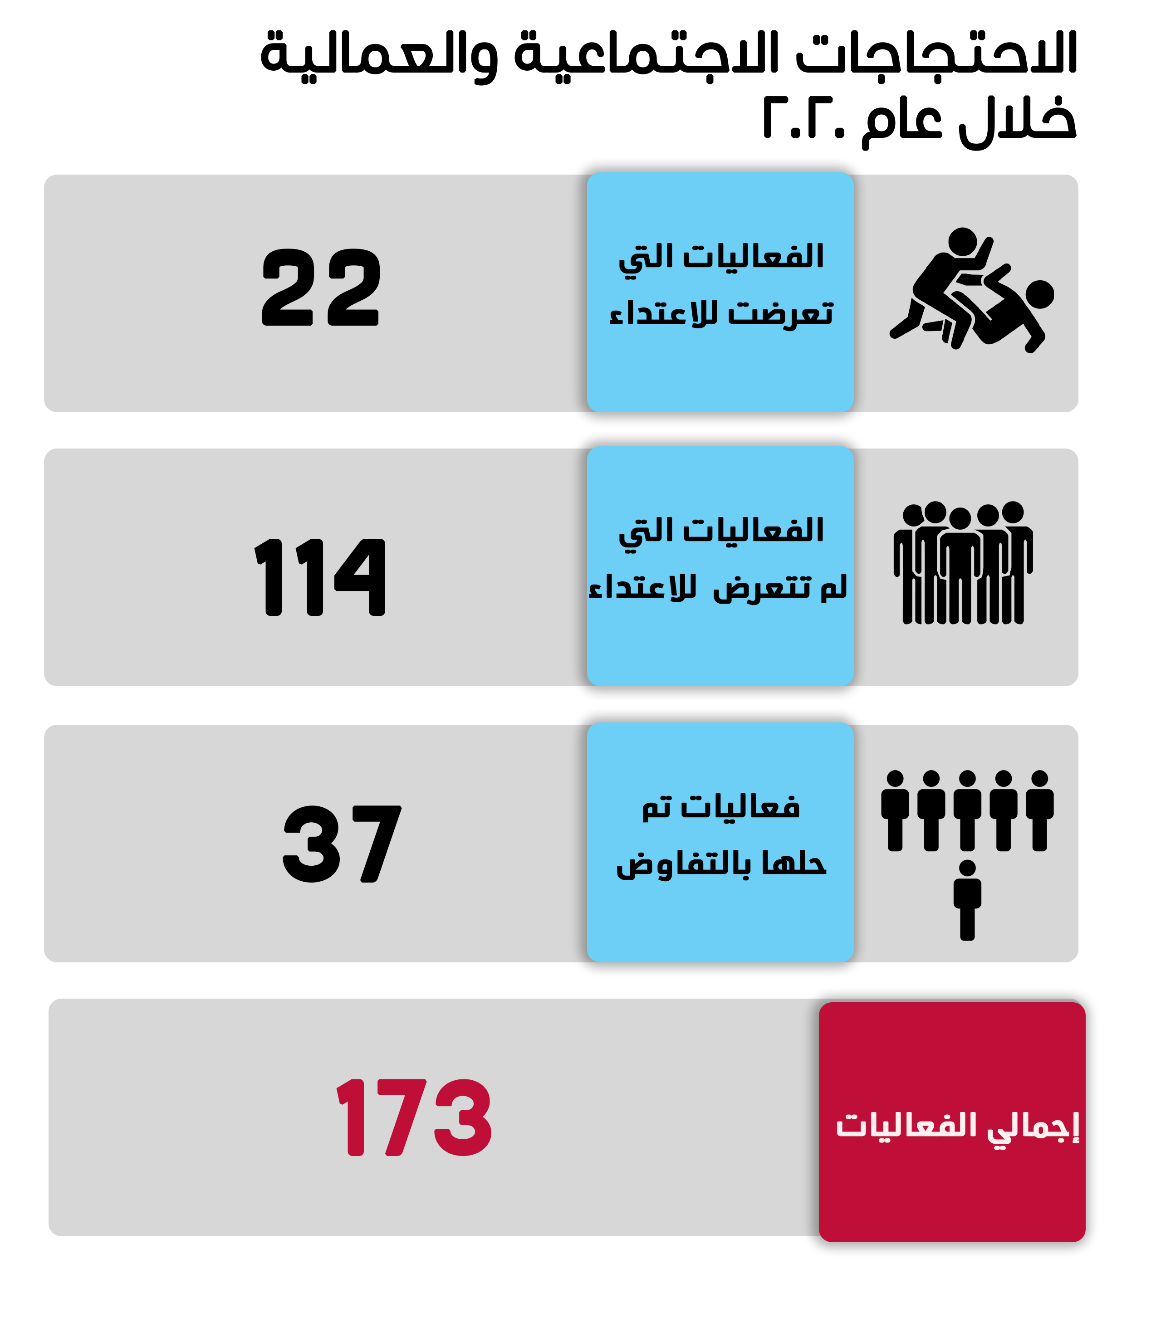 الاحتجاجات الاجتماعية والعمالية
خلال عام ٢٠٢٠
الفعاليات التي
تعرضت للاعتداء
22
الفعاليات التي
لم تتعرض للإعتداء
114
فعاليات تم
حلها بالتفاوض
37
إجمالي الفعاليات
173